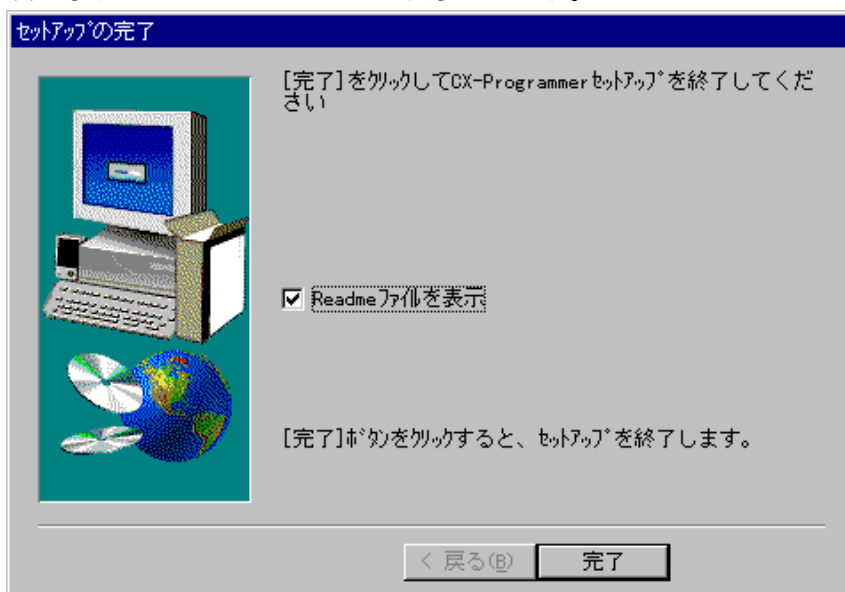 セットアップの完了
[完了]をクリックしてCX-Programmerセットアップを終了してくだ
さい
Readmeファイルを表示
[完了]ボタンをクリックすると、セットアップを終了します。
< 戻る(B)
完了